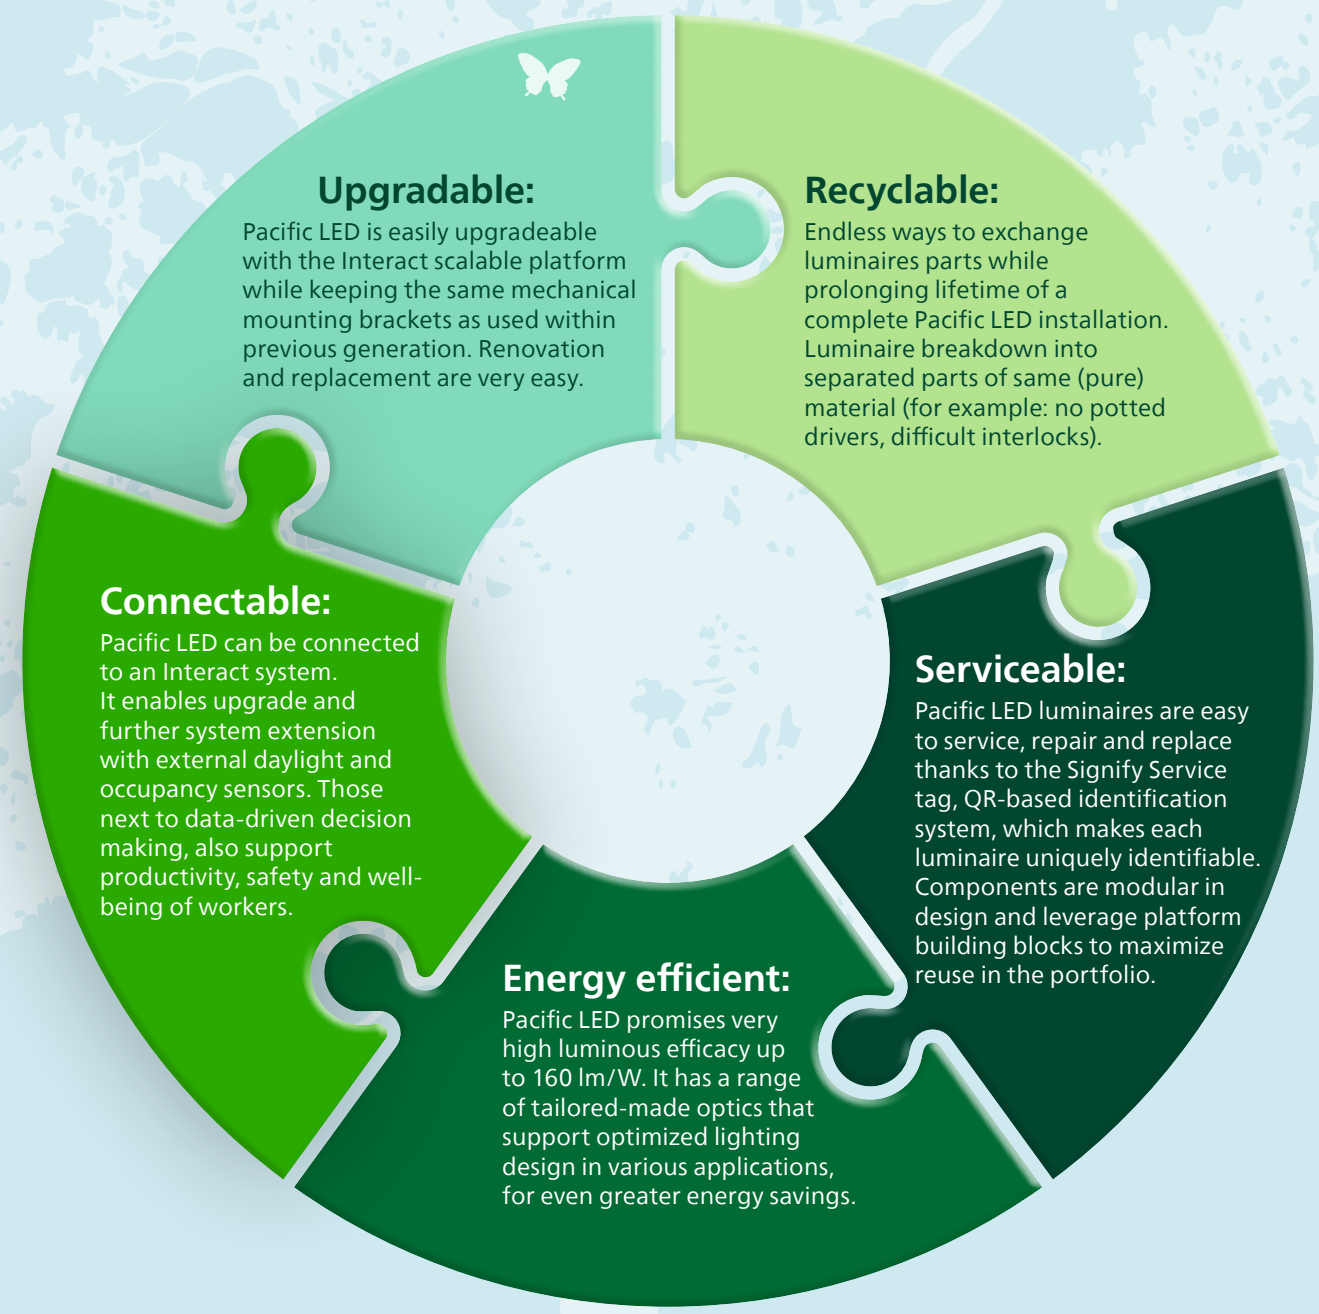 Upgradable:
Pacific LED is easily upgradeable
with the Interact scalable platform
while keeping the same mechanical
mounting brackets as used within
previous generation. Renovation
and replacement are very easy.
Recyclable:
Endless ways to exchange
luminaires parts while
prolonging lifetime of a
complete Pacific LED installation.
Luminaire breakdown into
separated parts of same (pure)
material (for example: no potted
drivers, difficult interlocks).
Connectable:
Pacific LED can be connected
to an Interact system.
It enables upgrade and
further system extension
with external daylight and
occupancy sensors. Those
next to data-driven decision
making, also support
productivity, safety and well-
being of workers.
Serviceable:
Pacific LED luminaires are easy
to service, repair and replace
thanks to the Signify Service
tag, QR-based identification
system, which makes each
luminaire uniquely identifiable.
Components are modular in
design and leverage platform
building blocks to maximize
reuse in the portfolio.
Energy efficient:
Pacific LED promises very
high luminous efficacy up
to 160 lm/W. It has a range
of tailored-made optics that
support optimized lighting
design in various applications,
for even greater energy savings.